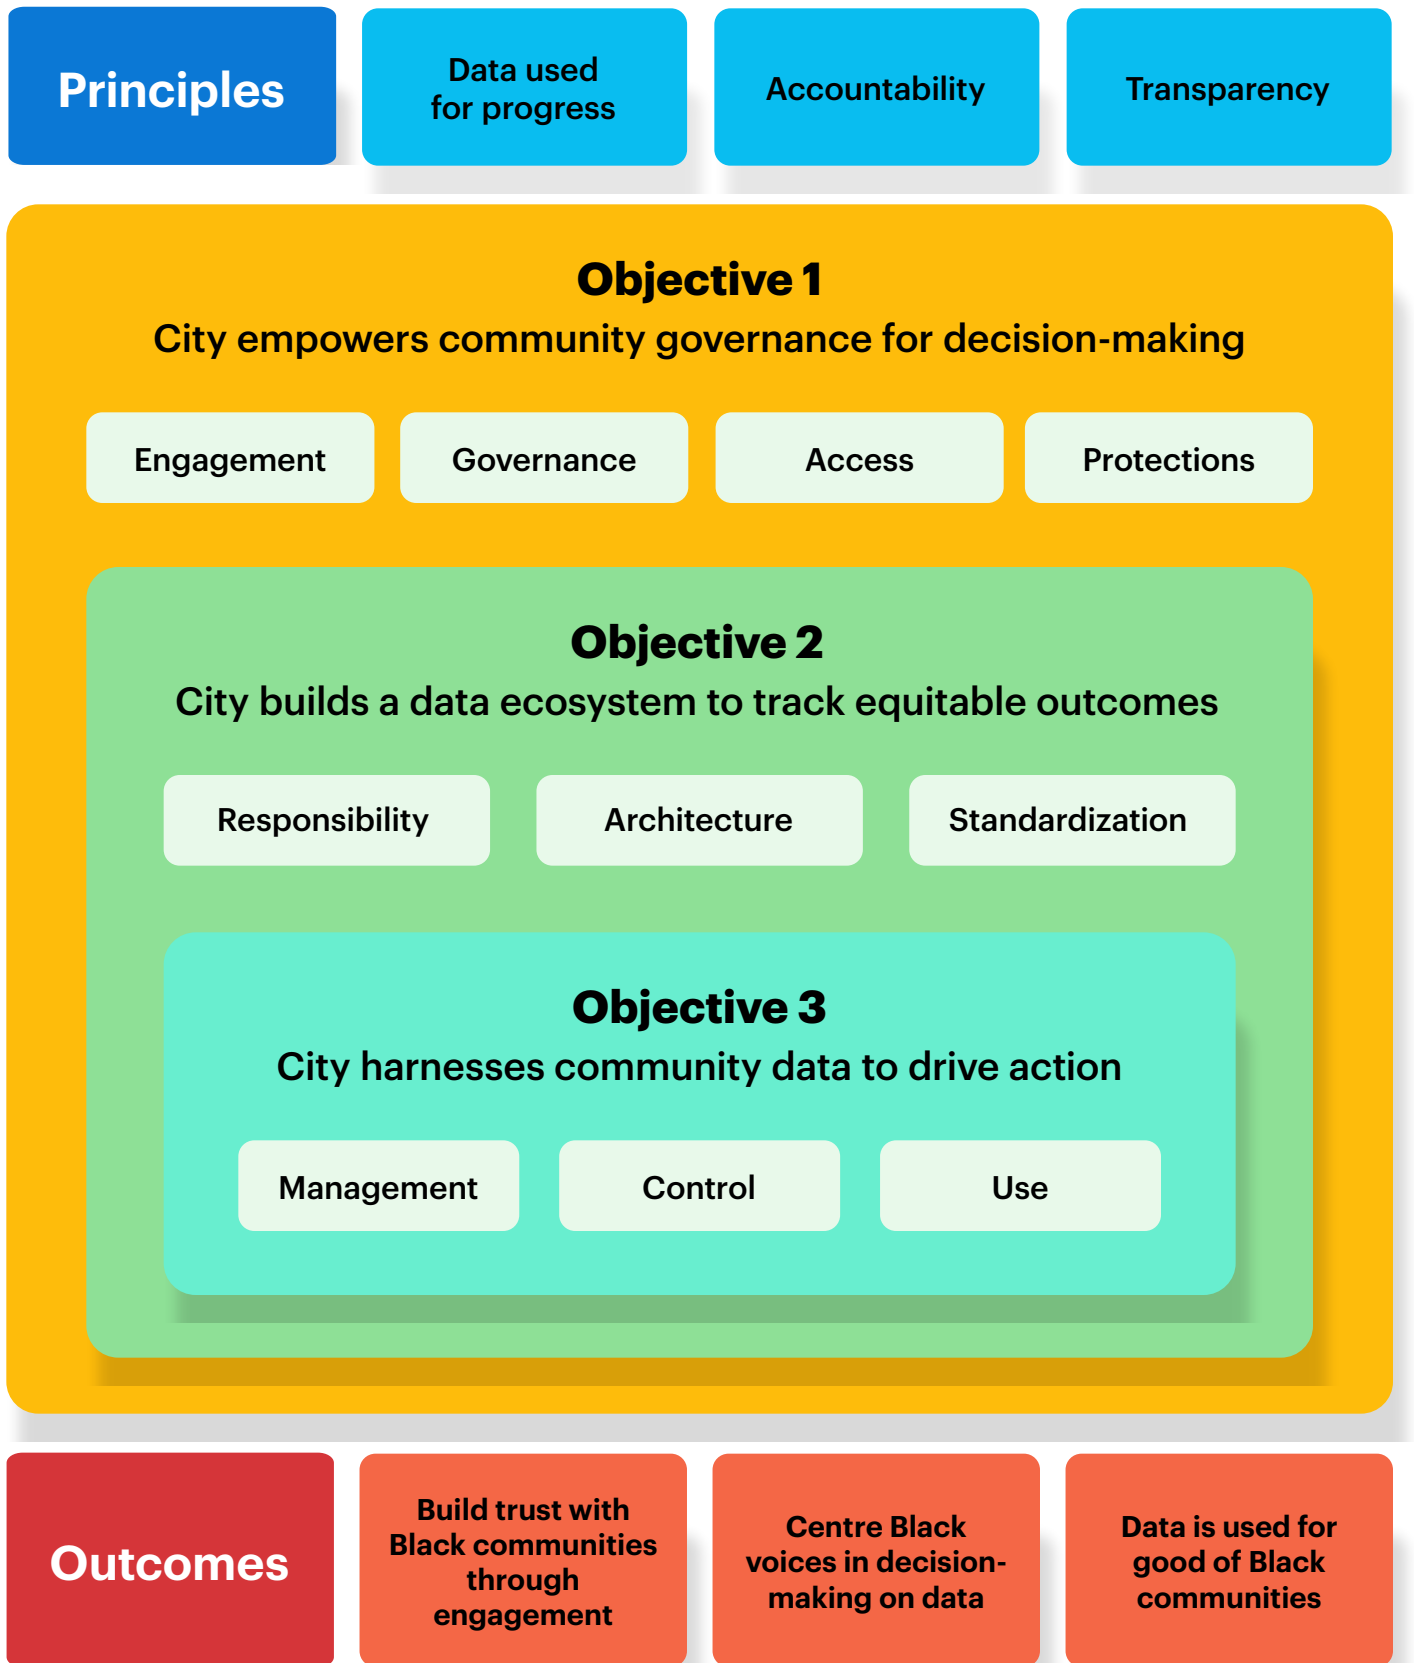 Principles
Data used
for progress
Accountability
Transparency
Objective 1
City empowers community governance for decision-making
Engagement
Governance
Access
Protections
Objective 2
City builds a data ecosystem to track equitable outcomes
Responsibility
Architecture
Standardization
Objective 3
City harnesses community data to drive action
Management
Control
Use
Outcomes
Build trust with
Black communities
through
engagement
Centre Black
voices in decision-
making on data
Data is used for
good of Black
communities